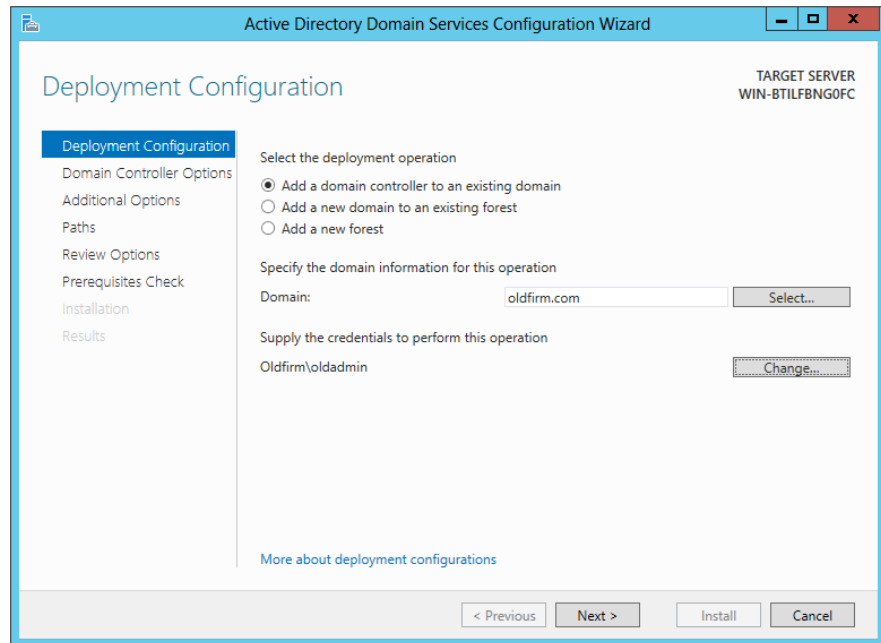 Active Directory Domain Services Configuration Wizard
Deployment Configuration
TARGET SERVER
WIN-BTILFBNG0FC
Deployment Configuration
Domain Controller Options
Additional Options
Paths
Review Options
Prerequisites Check
Installation
Results
Select the deployment operation
Add a domain controller to an existing domain
Add a new domain to an existing forest
Add a new forest
Specify the domain information for this operation
Domain: oldfirm.com Select...
Supply the credentials to perform this operation
Oldfirm\oldadmin Change...
More about deployment configurations
< Previous Next > Install Cancel